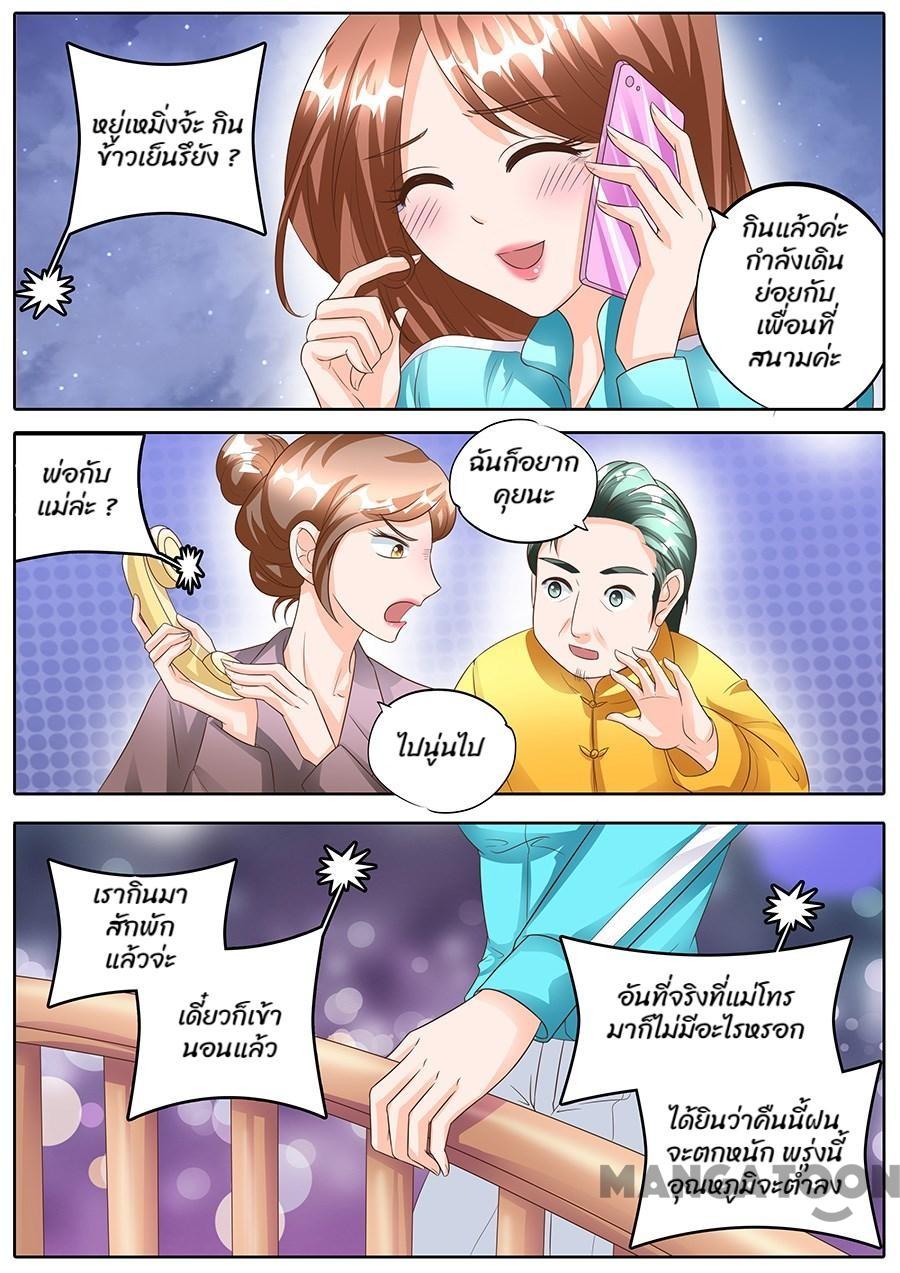 หยู่เหมิ่งจ้ะ กิน
ข้าวเย็นรึยัง ?
กินแล้วค่ะ
กำลังเดิน
ย่อยกับ
เพื่อนที่
สนามค่ะ
พ่อกับ
แม่ล่ะ ?
ฉันก็อยาก
คุยนะ
ไปนู่นไป
เรากินมา
สักพัก
แล้วจ่ะ
เดี๋ยวก็เข้า
นอนแล้ว
อันที่จริงที่แม่โทร
มาก็ไม่มีอะไรหรอก
ได้ยินว่าคืนนี้ฝน
จะตกหนัก พรุ่งนี้
อุณหภูมิจะต่ำลง
MANGATOON